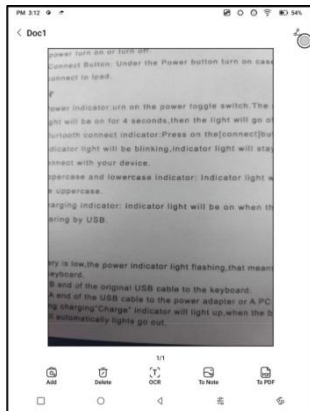 PM 3:12
54%
Doc1
power turn on or turn off.
Connect Button: Under the Power button turn on case
connect to load.
ower indicator:urn on the power toggle switch.The
ght will be on for 4 seconds,then the light will go of
uetooth connect indicator:Press on the[connect]but
dicator light will be blinking,indicator light will stay
nnect with your device.
ppercase and lowercase indicator: Indicator light w
e uppercase.
arging indicator: Indicator light will be on when th
aring by USB.
ery is low,the power indicator light flashing,that mean
eyboard.
B end of the original USB cable to the keyboard.
A end of the USB cable to the power adapter or A PC
ng charging"Charge" indicator will light up,when the b
automatically lights go out.
1/1
Add Delete OCR To Note To PDF